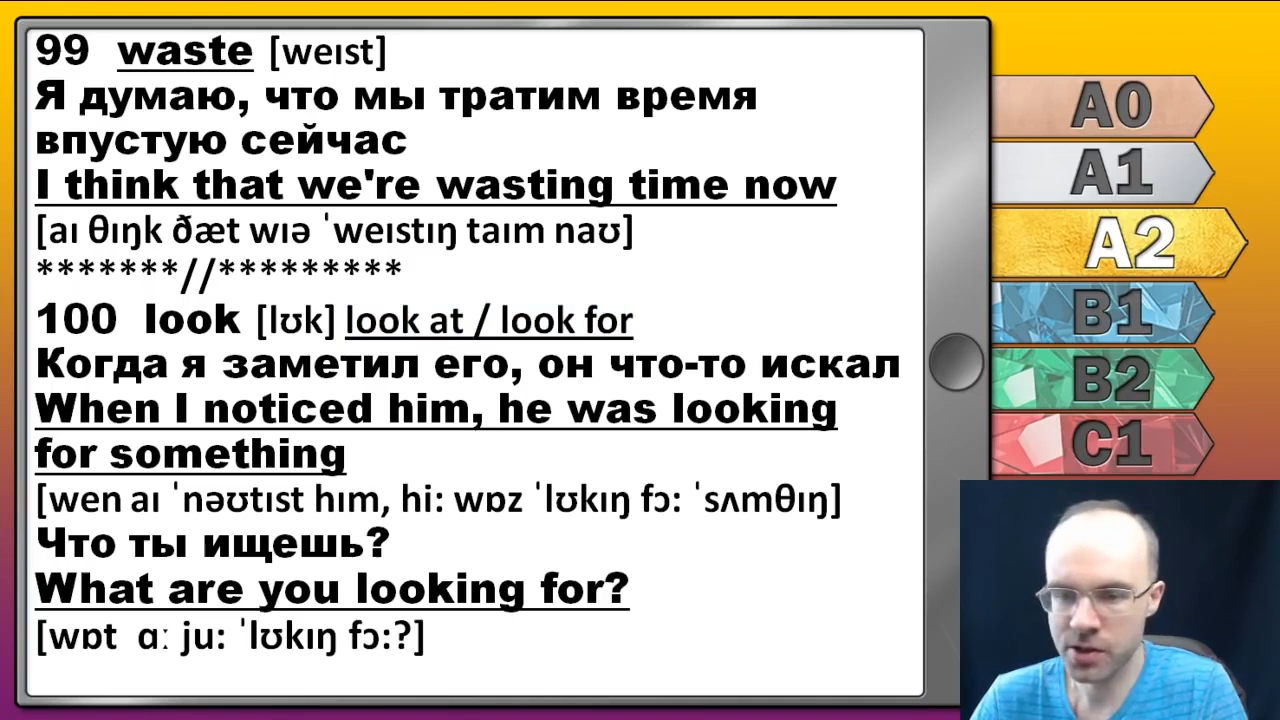 99 waste [weɪst]
Я думаю, что мы тратим время
впустую сейчас
I think that we're wasting time now
[aɪ θɪŋk ðæt wɪə ˈweɪstɪŋ taɪm naʊ]
*******//*********
100 look [lʊk] look at / look for
Когда я заметил его, он что-то искал
When I noticed him, he was looking
for something
[wen aɪ ˈnəʊtɪst hɪm, hi: wɒz ˈlʊkɪŋ fɔ: ˈsʌmθɪŋ]
Что ты ищешь?
What are you looking for?
[wɒt ɑː ju: ˈlʊkɪŋ fɔ:?]
A0
A1
A2
B1
B2
C1